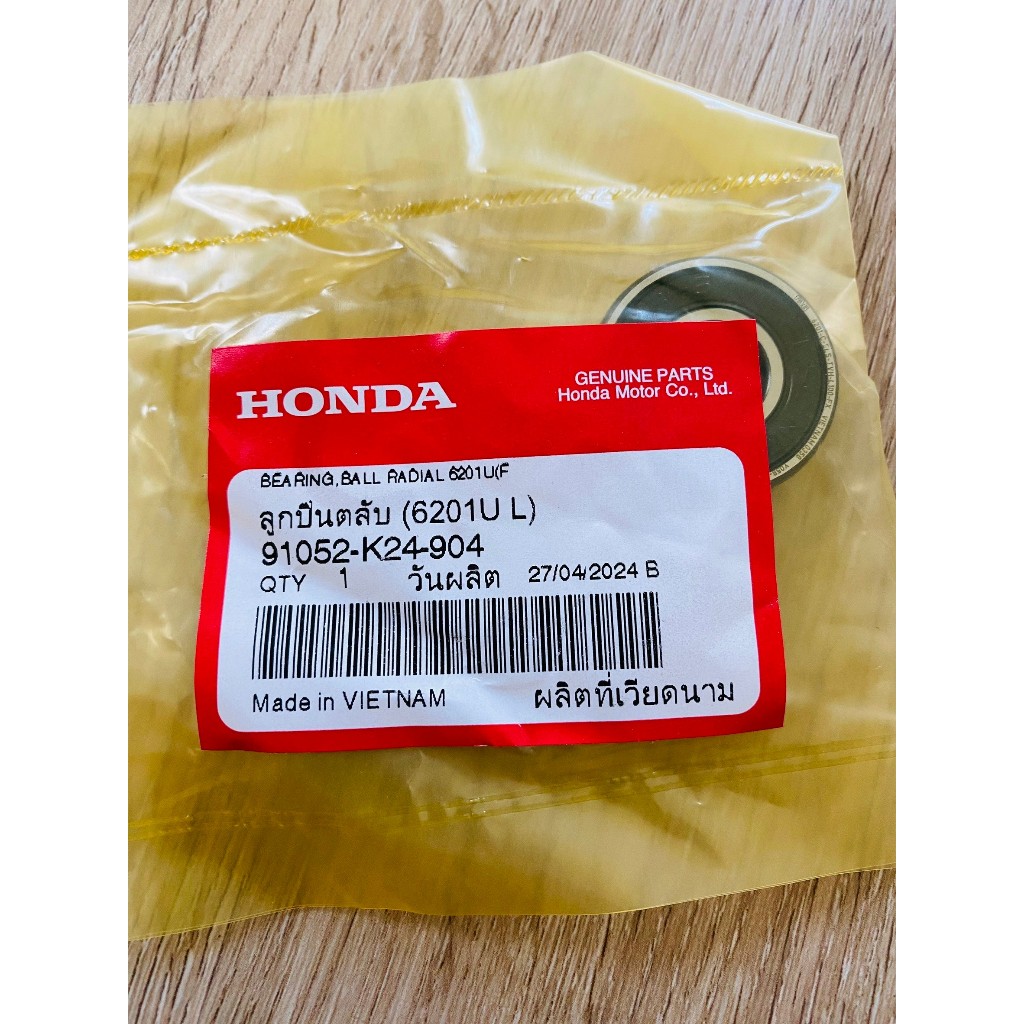 HONDA
GENUINE PARTS
Honda Motor Co., Ltd.
BEARING,BALL RADIAL 6201U(F
ลูกปืนตลับ (6201U L)
91052-K24-904
QTY 1 วันผลิต 27/04/2024 B
Made in VIETNAM ผลิตที่เวียดนาม